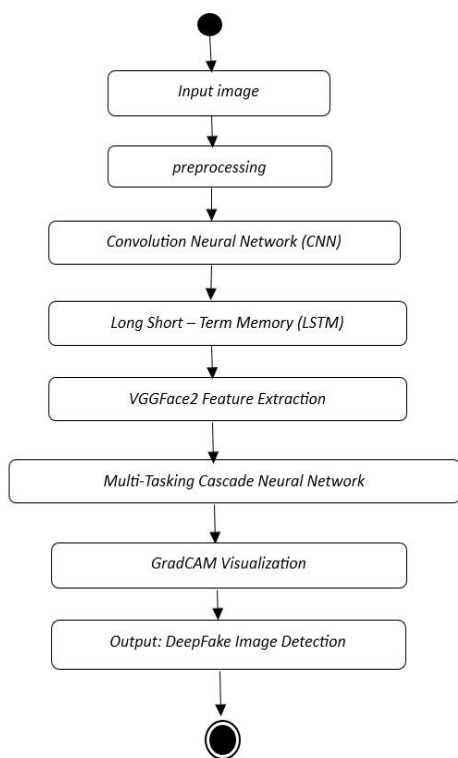 Input image
preprocessing
Convolution Neural Network (CNN)
Long Short – Term Memory (LSTM)
VGGFace2 Feature Extraction
Multi-Tasking Cascade Neural Network
GradCAM Visualization
Output: DeepFake Image Detection